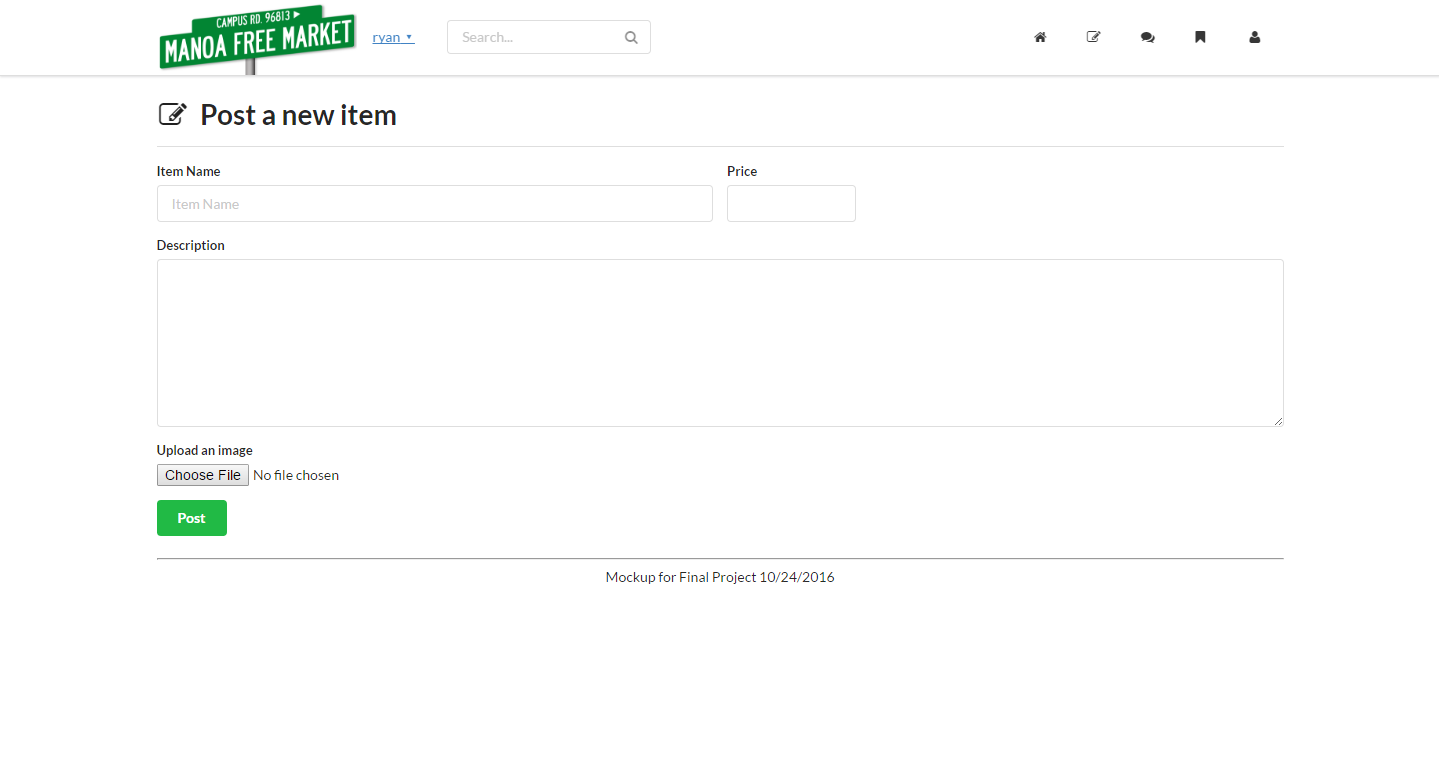 CAMPUS RD. 96813
MANOA FREE MARKET
ryan
Search...
Post a new item
Item Name
Price
Item Name
Description
Upload an image
Choose File No file chosen
Post
Mockup for Final Project 10/24/2016